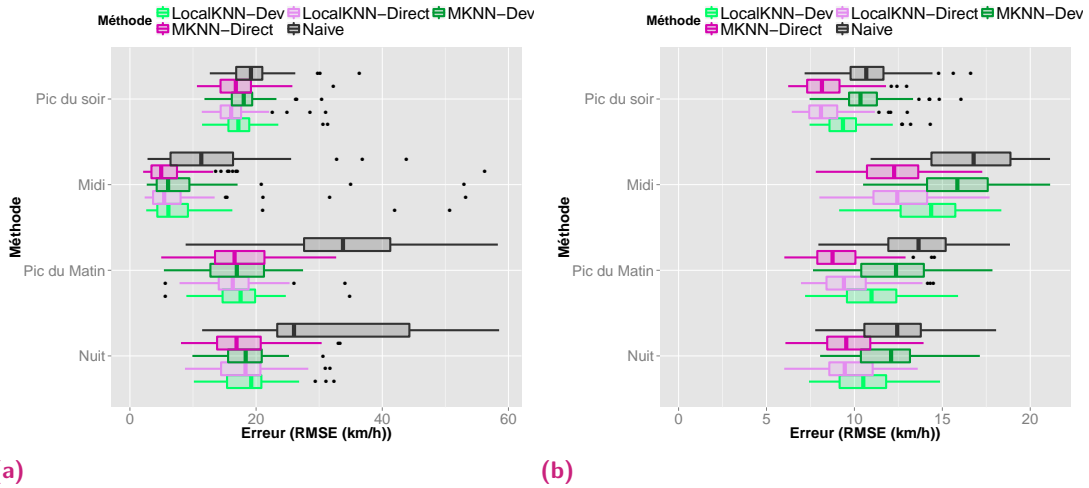 Méthode
LocalKNN−Dev LocalKNN−Direct MKNN−Dev
MKNN−Direct Naive
Méthode
Pic du soir
Midi
Pic du Matin
Nuit
0 20 40 60
Erreur (RMSE (km/h))
a)
Méthode
LocalKNN−Dev LocalKNN−Direct MKNN−Dev
MKNN−Direct Naive
Méthode
Pic du soir
Midi
Pic du Matin
Nuit
0 5 10 15 20
Erreur (RMSE (km/h))
(b)